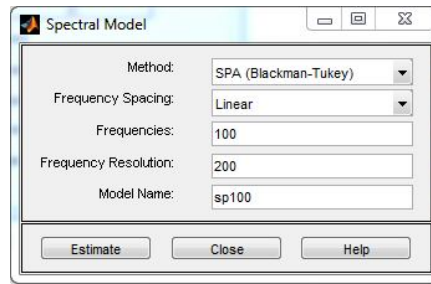 Spectral Model
Method: SPA (Blackman-Tukey)
Frequency Spacing: Linear
Frequencies: 100
Frequency Resolution: 200
Model Name: sp100
Estimate Close Help